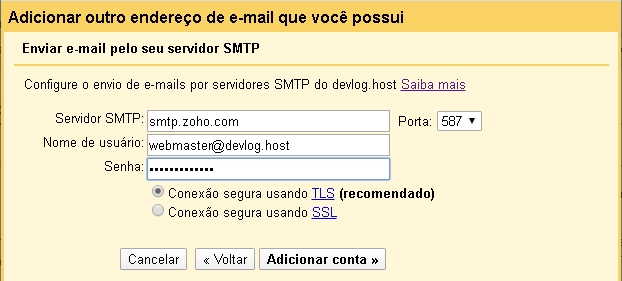 Adicionar outro endereço de e-mail que você possui
Enviar e-mail pelo seu servidor SMTP
Configure o envio de e-mails por servidores SMTP do devlog.host Saiba mais
Servidor SMTP: smtp.zoho.com Porta: 587
Nome de usuário: webmaster@devlog.host
Senha: •••••••••••••
Conexão segura usando TLS (recomendado)
Conexão segura usando SSL
Cancelar « Voltar Adicionar conta »